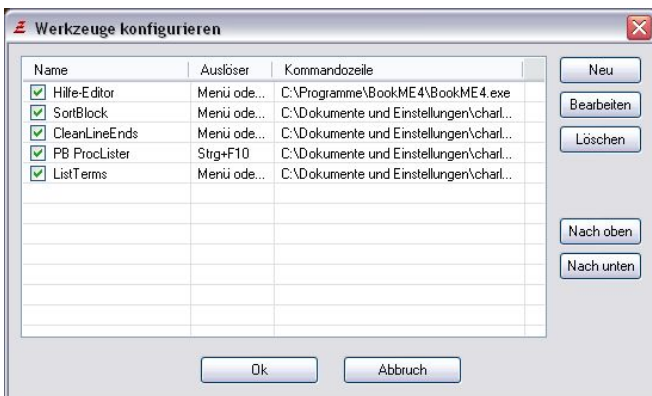 Werkzeuge konfigurieren
Name Auslöser Kommandozeile
Hilfe-Editor Menü ode... C:\Programme\BookME4\BookME4.exe
SortBlock Menü ode... C:\Dokumente und Einstellungen\charl...
CleanLineEnds Menü ode... C:\Dokumente und Einstellungen\charl...
PB ProcLister Strg+F10 C:\Dokumente und Einstellungen\charl...
ListTerms Menü ode... C:\Dokumente und Einstellungen\charl...
Neu
Bearbeiten
Löschen
Nach oben
Nach unten
Ok Abbruch